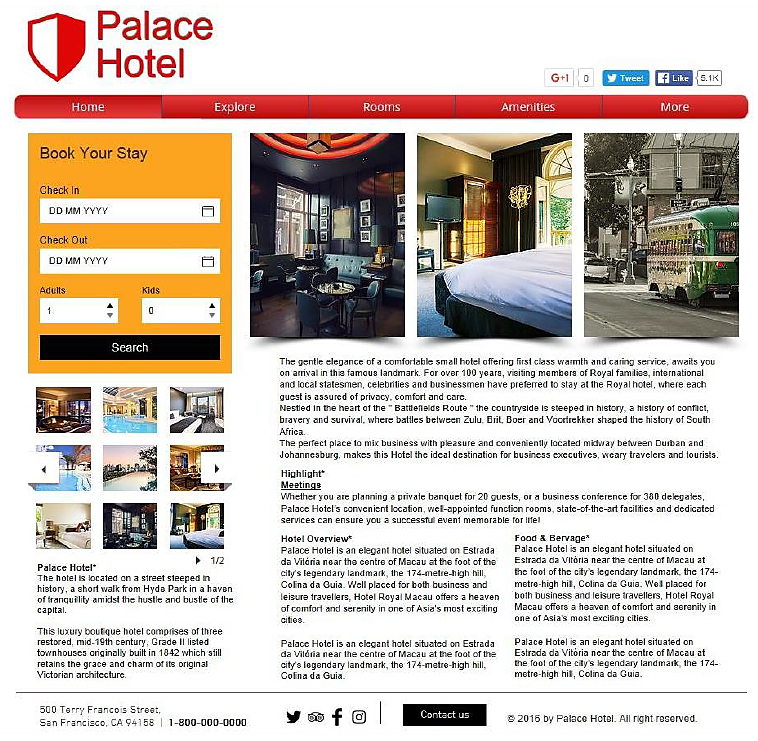 Palace
Hotel
G+1
0
Tweet
Like
5.1K
Home
Explore
Rooms
Amenities
More
Book Your Stay
Check In
DD MM YYYY
Check Out
DD MM YYYY
Adults
Kids
1
0
Search
1/2
Palace Hotel*
The hotel is located on a street steeped in
history, a short walk from Hyde Park in a haven
of tranquillity amidst the hustle and bustle of the
capital.
This luxury boutique hotel comprises of three
restored, mid-19th century, Grade II listed
townhouses originally built in 1842 which still
retains the grace and charm of its original
Victorian architecture.
The gentle elegance of a comfortable small hotel offering first class warmth and caring service, awaits you
on arrival in this famous landmark. For over 100 years, visiting members of Royal families, international
and local statesmen, celebrities and businessmen have preferred to stay at the Royal hotel, where each
guest is assured of privacy, comfort and care.
Nestled in the heart of the " Battlefields Route " the countryside is steeped in history, a history of conflict,
bravery and survival, where battles between Zulu, Brit, Boer and Voortrekker shaped the history of South
Africa.
The perfect place to mix business with pleasure and conveniently located midway between Durban and
Johannesburg, makes this Hotel the ideal destination for business executives, weary travelers and tourists.
Highlight*
Meetings
Whether you are planning a private banquet for 20 guests, or a business conference for 380 delegates,
Palace Hotel's convenient location, well-appointed function rooms, state-of-the-art facilities and dedicated
services can ensure you a successful event memorable for life!
Hotel Overview*
Palace Hotel is an elegant hotel situated on Estrada
da Vitória near the centre of Macau at the foot of the
city's legendary landmark, the 174-metre-high hill,
Colina da Guia. Well placed for both business and
leisure travellers, Hotel Royal Macau offers a heaven
of comfort and serenity in one of Asia's most exciting
cities.
Palace Hotel is an elegant hotel situated on Estrada
da Vitória near the centre of Macau at the foot of the
city's legendary landmark, the 174-metre-high hill,
Colina da Guia.
Food & Bervage*
Palace Hotel is an elegant hotel situated on
Estrada da Vitória near the centre of Macau at
the foot of the city's legendary landmark, the 174-
metre-high hill, Colina da Guia. Well placed for
both business and leisure travellers, Hotel Royal
Macau offers a heaven of comfort and serenity in
one of Asia's most exciting cities.
Palace Hotel is an elegant hotel situated on
Estrada da Vitória near the centre of Macau at
the foot of the city's legendary landmark, the 174-
metre-high hill, Colina da Guia.
500 Terry Francois Street,
San Francisco, CA 94158 | 1-800-000-0000
Contact us
© 2016 by Palace Hotel. All right reserved.